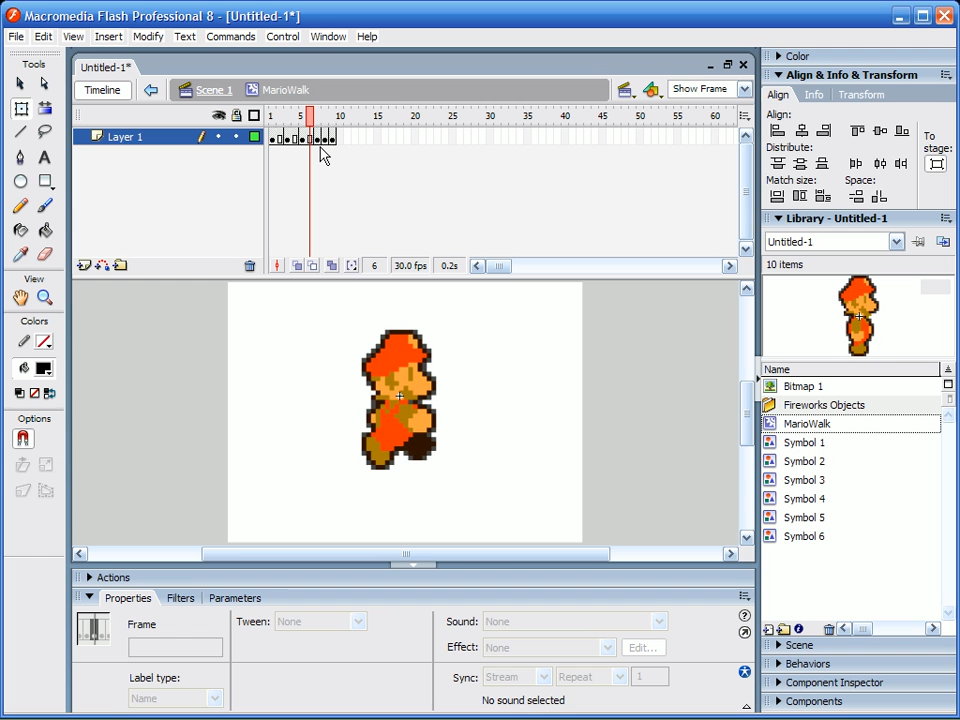 Macromedia Flash Professional 8 - [Untitled-1*]
File Edit View Insert Modify Text Commands Control Window Help
Tools
View
Colors
Options
Untitled-1*
Timeline Scene 1 MarioWalk Show Frame
1 5 10 15 20 25 30 35 40 45 50 55 60
Layer 1
6 30.0 fps 0.2s
Actions
Properties Filters Parameters
Frame
Label type:
Name
Tween: None
Sound: None
Effect: None Edit...
Sync: Stream Repeat 1
No sound selected
Color
Align & Info & Transform
Align Info Transform
Align:
Distribute:
Match size: Space:
To
stage:
Library - Untitled-1
Untitled-1
10 items
Name
Bitmap 1
Fireworks Objects
MarioWalk
Symbol 1
Symbol 2
Symbol 3
Symbol 4
Symbol 5
Symbol 6
Scene
Behaviors
Component Inspector
Components